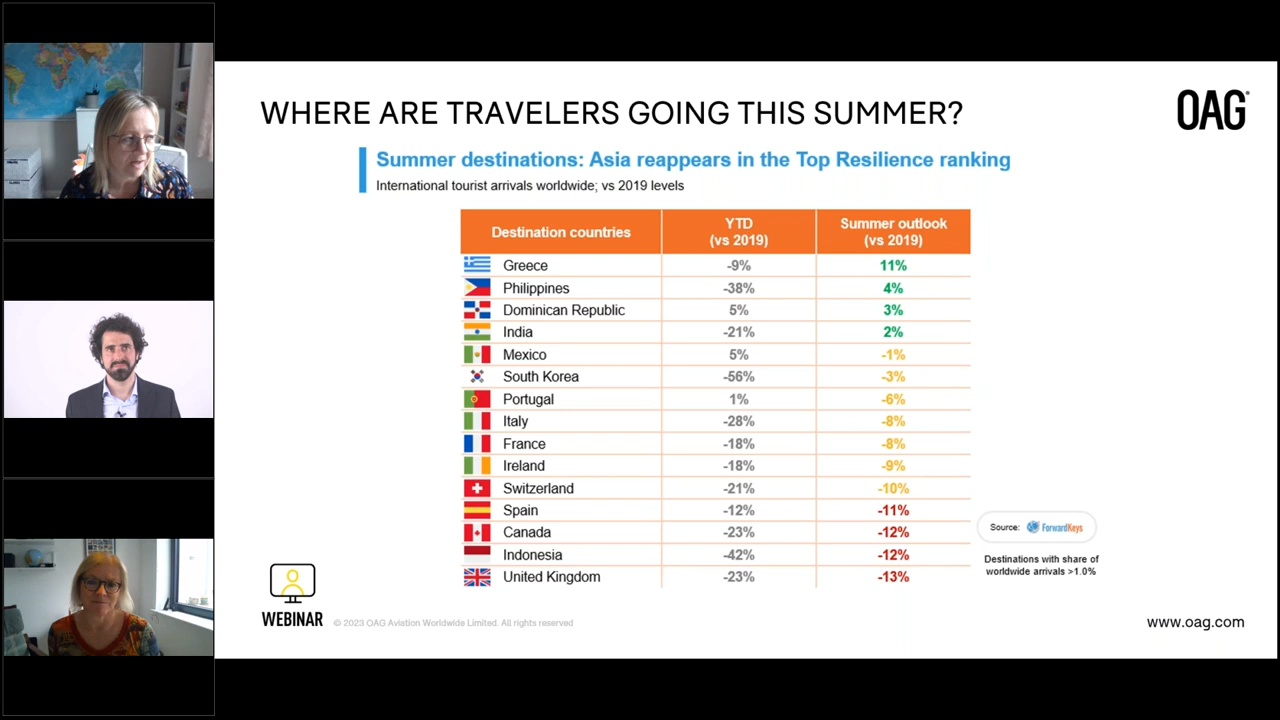 WHERE ARE TRAVELERS GOING THIS SUMMER?
OAG
Summer destinations: Asia reappears in the Top Resilience ranking
International tourist arrivals worldwide; vs 2019 levels
Destination countries YTD (vs 2019) Summer outlook (vs 2019)
Greece -9% 11%
Philippines -38% 4%
Dominican Republic 5% 3%
India -21% 2%
Mexico 5% -1%
South Korea -56% -3%
Portugal 1% -6%
Italy -28% -8%
France -18% -8%
Ireland -18% -9%
Switzerland -21% -10%
Spain -12% -11%
Canada -23% -12%
Indonesia -42% -12%
United Kingdom -23% -13%
Source: ForwardKeys
Destinations with share of
worldwide arrivals >1.0%
WEBINAR
© 2023 OAG Aviation Worldwide Limited. All rights reserved
www.oag.com